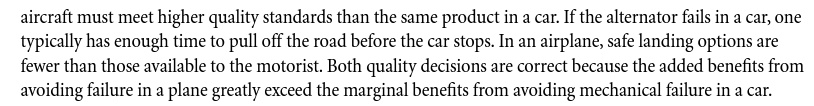 aircraft must meet higher quality standards than the same product in a car. If the alternator fails in a car, one
typically has enough time to pull off the road before the car stops. In an airplane, safe landing options are
fewer than those available to the motorist. Both quality decisions are correct because the added benefits from
avoiding failure in a plane greatly exceed the marginal benefits from avoiding mechanical failure in a car.